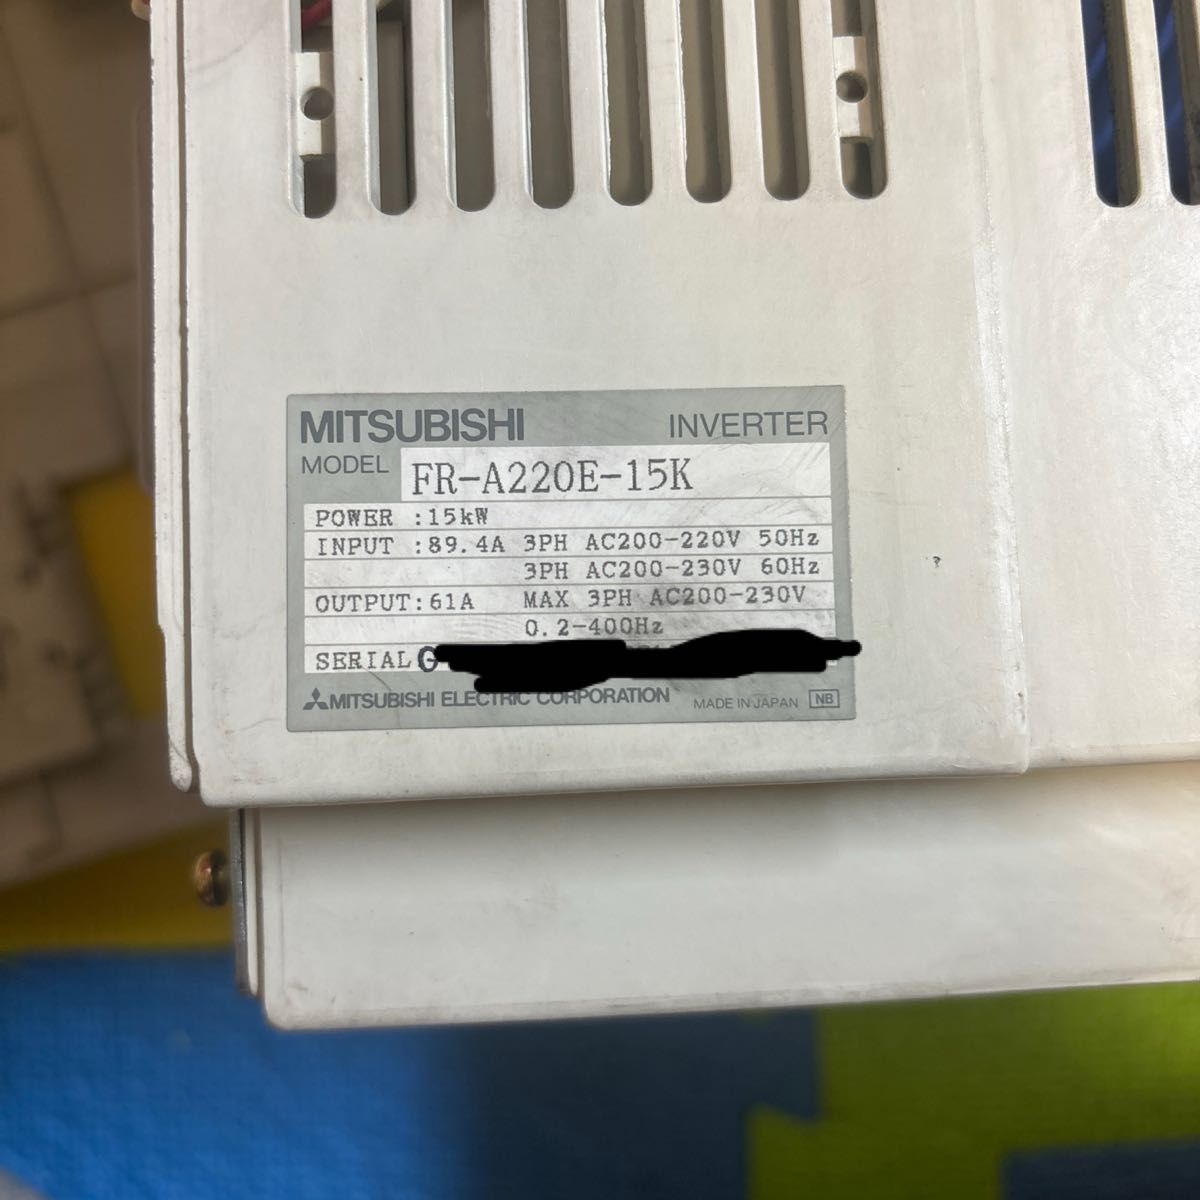 MITSUBISHI INVERTER
MODEL FR-A220E-15K
POWER :15kW
INPUT :89.4A 3PH AC200-220V 50Hz
3PH AC200-230V 60Hz
OUTPUT:61A MAX 3PH AC200-230V
0.2-400Hz
SERIAL G
MITSUBISHI ELECTRIC CORPORATION MADE IN JAPAN NB